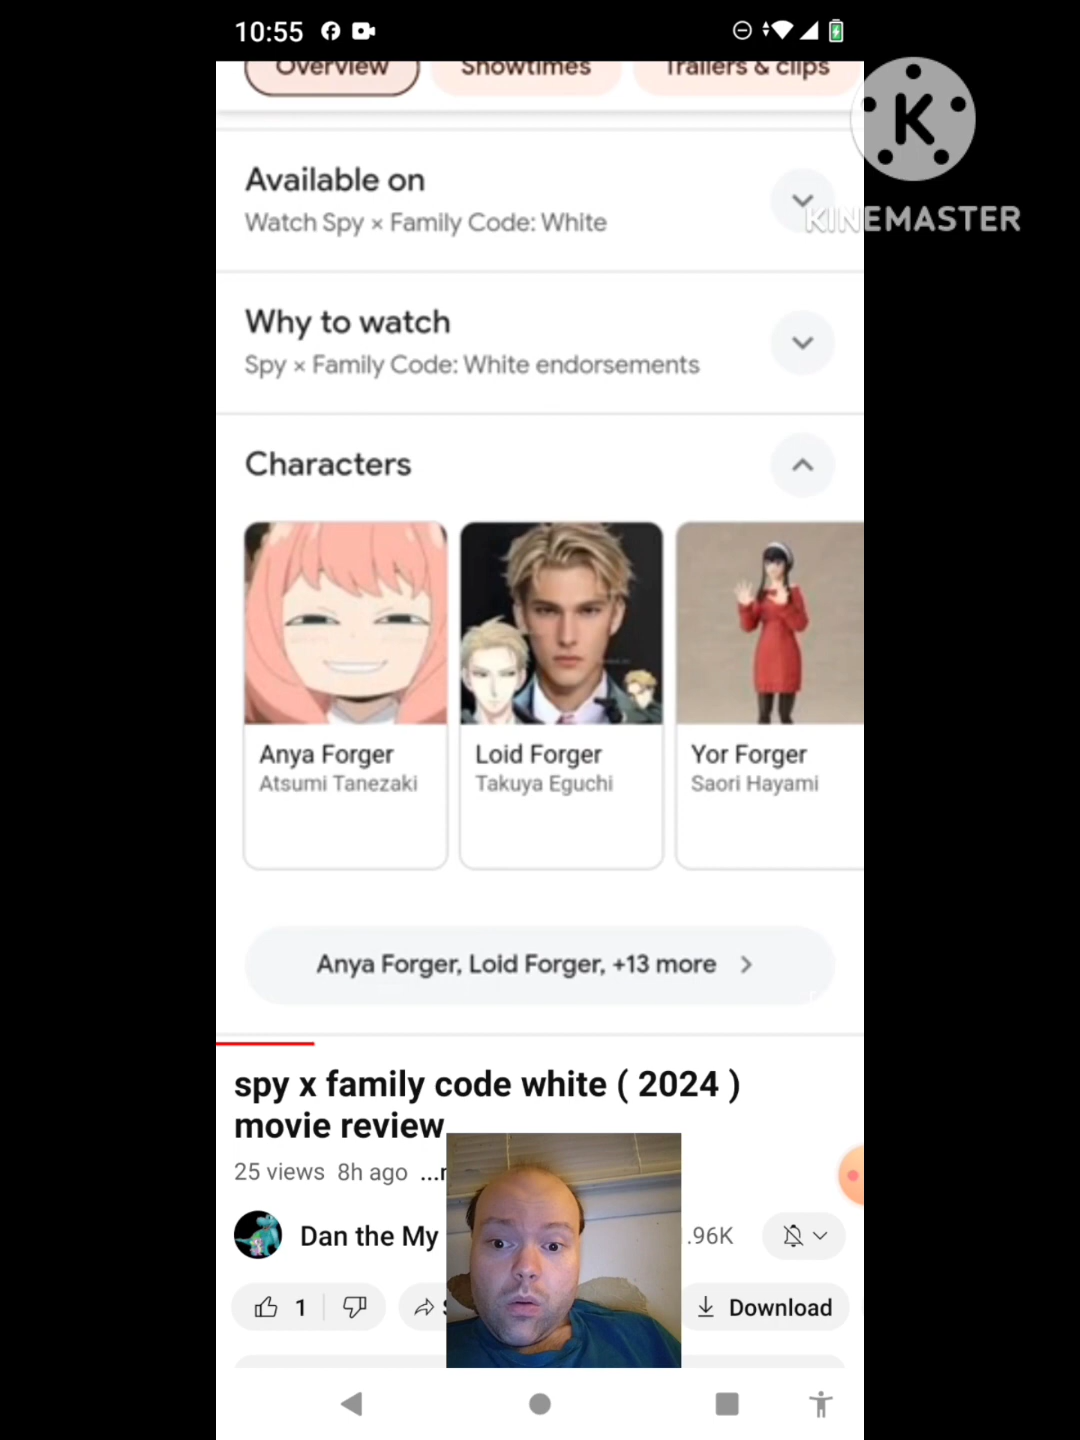 10:55
Overview Showtimes Trailers & clips
K
KINEMASTER
Available on
Watch Spy × Family Code: White
Why to watch
Spy × Family Code: White endorsements
Characters
Anya Forger
Atsumi Tanezaki
Loid Forger
Takuya Eguchi
Yor Forger
Saori Hayami
Anya Forger, Loid Forger, +13 more
spy x family code white ( 2024 )
movie review
25 views 8h ago ...
Dan the My
.96K
1
Download